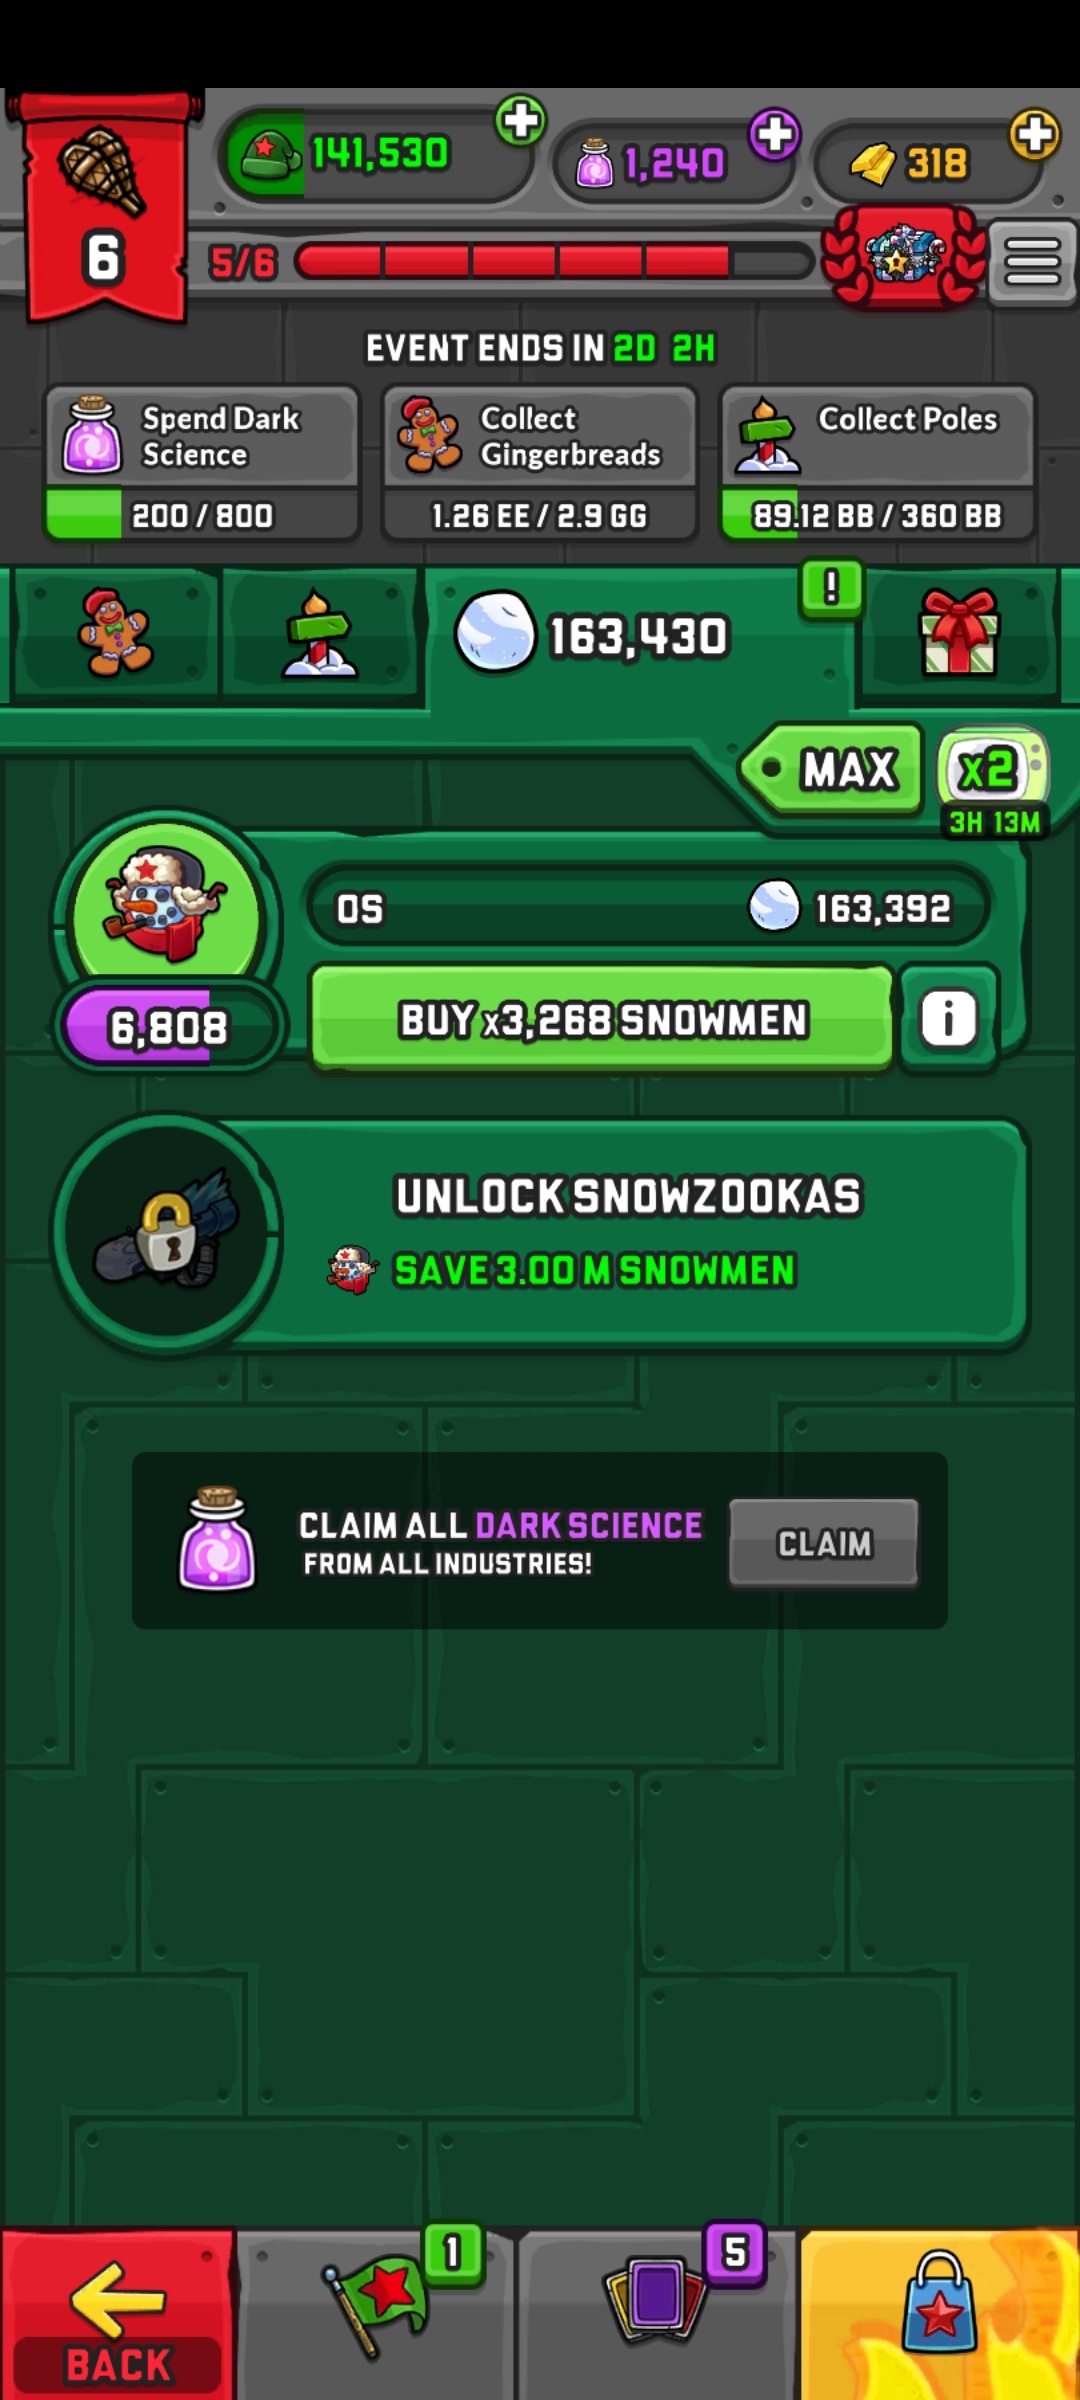 141,530
1,240
318
6
5/6
EVENT ENDS IN 2D 2H
Spend Dark
Science
200 / 800
Collect
Gingerbreads
1.26 EE / 2.9 GG
Collect Poles
89.12 BB / 360 BB
163,430
!
MAX
x2
3H 13M
0S
163,392
6,808
BUY x3,268 SNOWMEN
i
UNLOCK SNOWZOOKAS
SAVE 3.00 M SNOWMEN
CLAIM ALL DARK SCIENCE
FROM ALL INDUSTRIES!
CLAIM
BACK
1
5